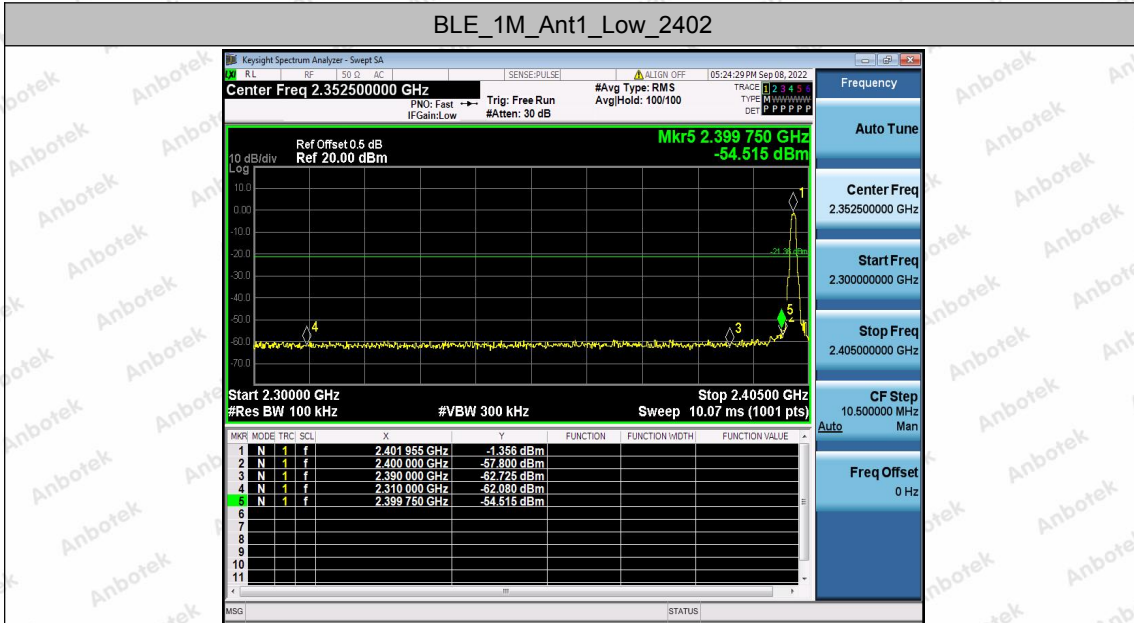 BLE_1M_Ant1_Low_2402
Keysight Spectrum Analyzer - Swept SA
LXI RL RF 50 Ω AC SENSE:PULSE ALIGN OFF 05:24:29 PM Sep 08, 2022
Center Freq 2.352500000 GHz
PNO: Fast
IFGain:Low
Trig: Free Run
#Atten: 30 dB
#Avg Type: RMS
Avg|Hold: 100/100
TRACE 1 2 3 4 5 6
TYPE M W W W W W
DET P P P P P P
Frequency
Auto Tune
Center Freq
2.352500000 GHz
Start Freq
2.300000000 GHz
Stop Freq
2.405000000 GHz
CF Step
10.500000 MHz
Auto Man
Freq Offset
0 Hz
Mkr5 2.399 750 GHz
-54.515 dBm
Ref Offset 0.5 dB
10 dB/div Ref 20.00 dBm
Log
10.0
0.00
-10.0
-20.0
-30.0
-40.0
-50.0
-60.0
-70.0
1
-21.36 dBm
5
2
3
4
Start 2.30000 GHz Stop 2.40500 GHz
#Res BW 100 kHz #VBW 300 kHz Sweep 10.07 ms (1001 pts)
MKR MODE TRC SCL X Y FUNCTION FUNCTION WIDTH FUNCTION VALUE
1 N 1 f 2.401 955 GHz -1.356 dBm
2 N 1 f 2.400 000 GHz -57.800 dBm
3 N 1 f 2.390 000 GHz -62.725 dBm
4 N 1 f 2.310 000 GHz -62.080 dBm
5 N 1 f 2.399 750 GHz -54.515 dBm
6
7
8
9
10
11
MSG STATUS
Anbotek